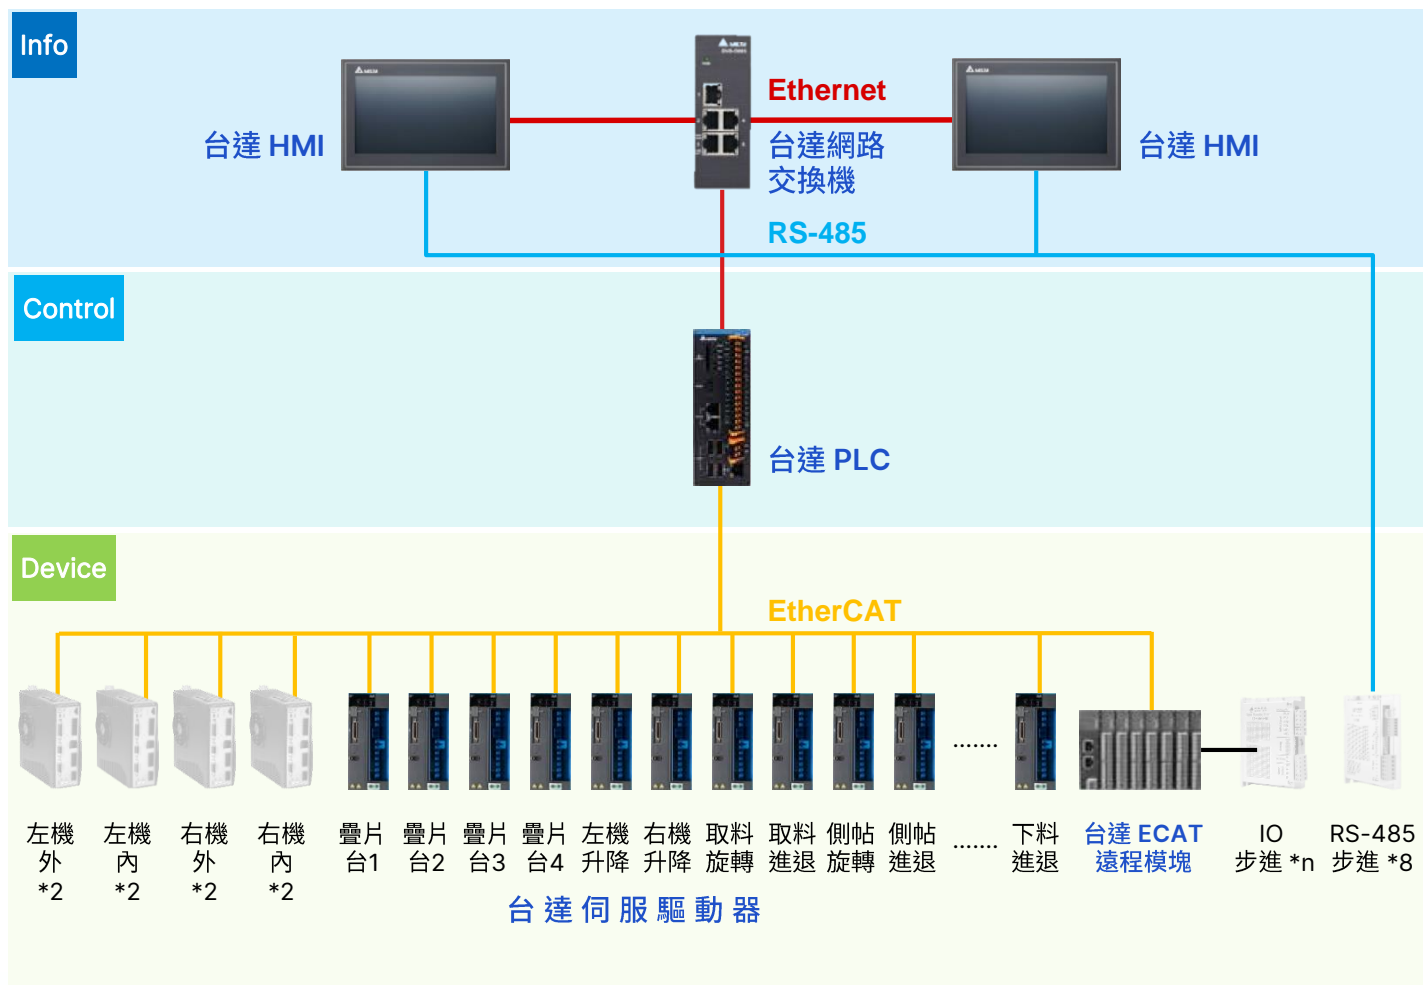 Info
Ethernet
台達 HMI
台達網路
交換機
台達 HMI
RS-485
Control
台達 PLC
Device
EtherCAT
左機
外
*2
左機
內
*2
右機
外
*2
右機
內
*2
疊片
台1
疊片
台2
疊片
台3
疊片
台4
左機
升降
右機
升降
取料
旋轉
取料
進退
側帖
旋轉
側帖
進退
.......
.......
下料
進退
台達 ECAT
遠程模塊
IO
步進 *n
RS-485
步進 *8
台達伺服驅動器